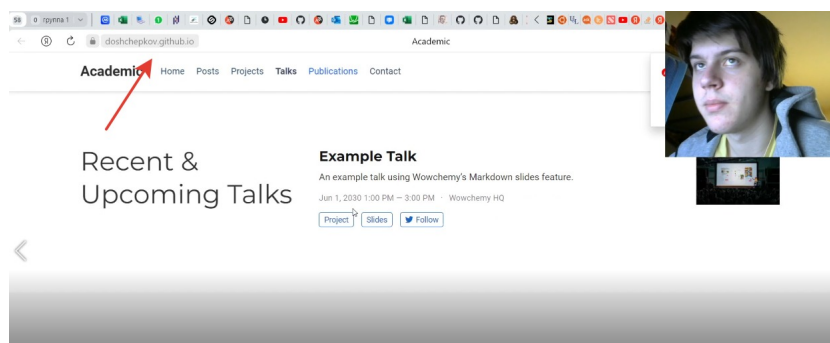 58 0 группа 1
doshchepkov.github.io Academic
Academic Home Posts Projects Talks Publications Contact
Recent &
Upcoming Talks
Example Talk
An example talk using Wowchemy's Markdown slides feature.
Jun 1, 2030 1:00 PM — 3:00 PM · Wowchemy HQ
Project Slides Follow